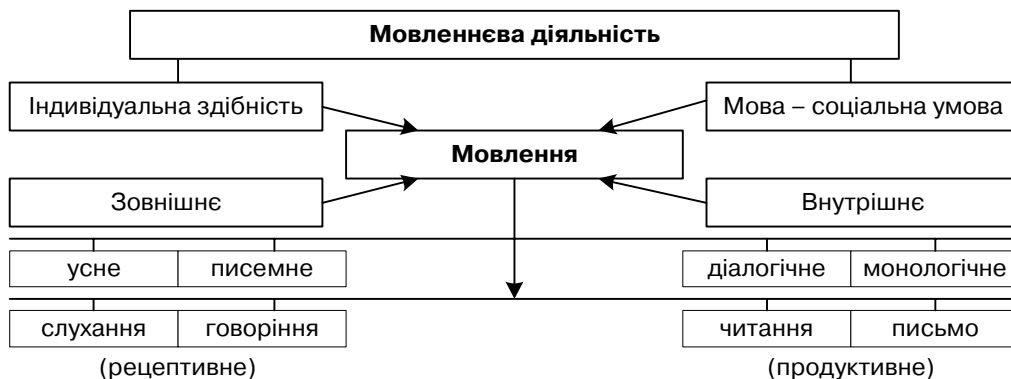 Мовленнєва діяльність
Індивідуальна здібність
Мова – соціальна умова
Мовлення
Зовнішнє
Внутрішнє
усне писемне діалогічне монологічне
слухання говоріння читання письмо
(рецептивне) (продуктивне)